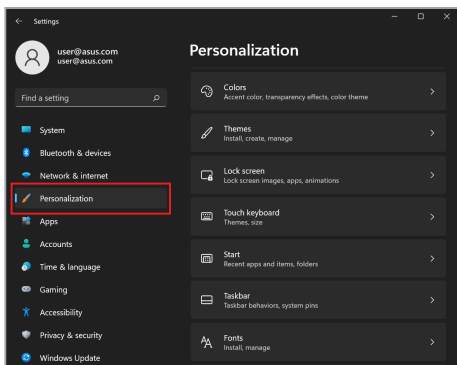 Settings
user@asus.com
user@asus.com
Find a setting
System
Bluetooth & devices
Network & internet
Personalization
Apps
Accounts
Time & language
Gaming
Accessibility
Privacy & security
Windows Update
Personalization
Colors
Accent color, transparency effects, color theme
Themes
Install, create, manage
Lock screen
Lock screen images, apps, animations
Touch keyboard
Themes, size
Start
Recent apps and items, folders
Taskbar
Taskbar behaviors, system pins
Fonts
Install, manage